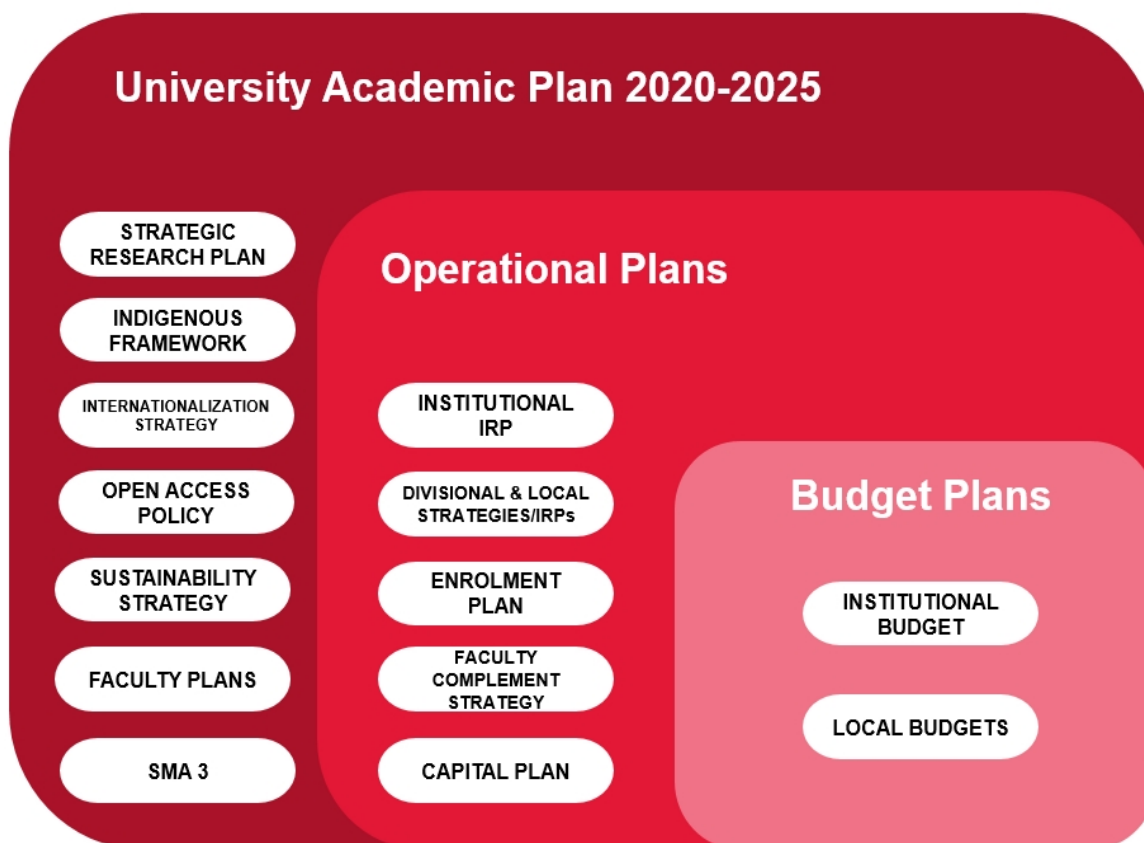 University Academic Plan 2020-2025
STRATEGIC
RESEARCH PLAN
INDIGENOUS
FRAMEWORK
INTERNATIONALIZATION
STRATEGY
OPEN ACCESS
POLICY
SUSTAINABILITY
STRATEGY
FACULTY PLANS
SMA 3
Operational Plans
INSTITUTIONAL
IRP
DIVISIONAL & LOCAL
STRATEGIES/IRPs
ENROLMENT
PLAN
FACULTY
COMPLEMENT
STRATEGY
CAPITAL PLAN
Budget Plans
INSTITUTIONAL
BUDGET
LOCAL BUDGETS